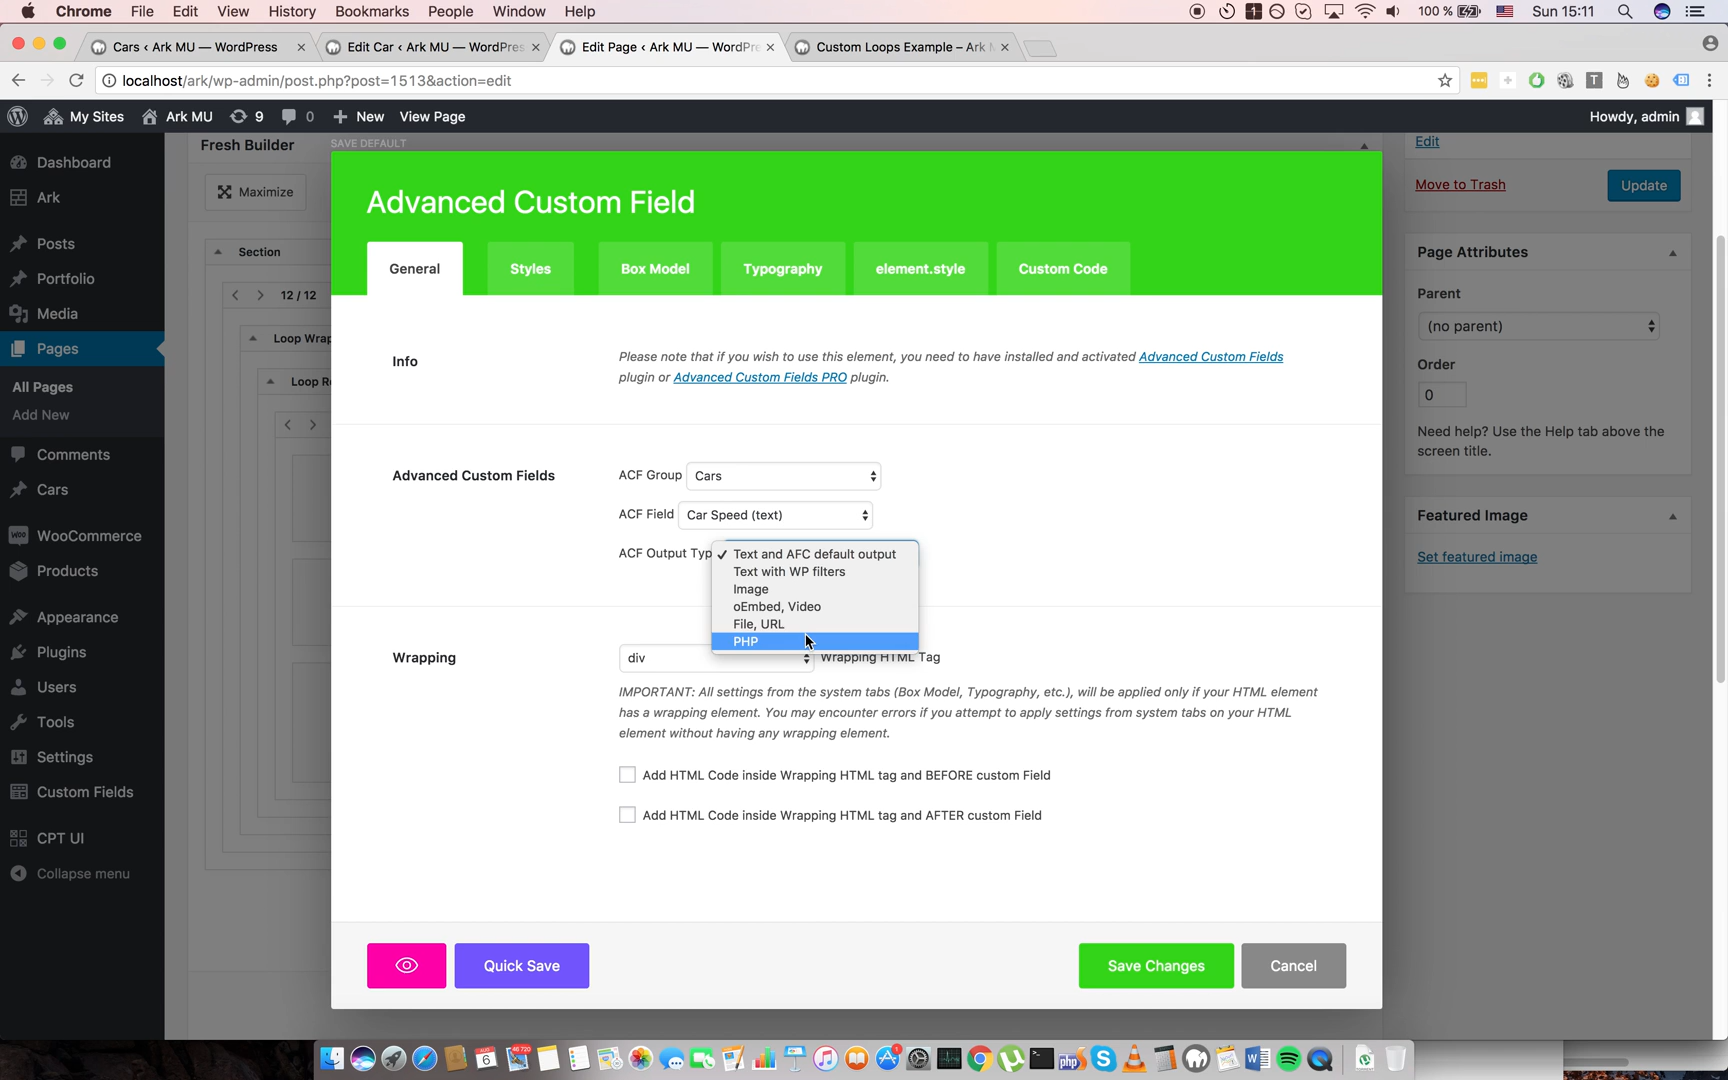 Chrome File Edit View History Bookmarks People Window Help 100 % Sun 15:11
Cars ‹ Ark MU — WordPress
Edit Car ‹ Ark MU — WordPres
Edit Page ‹ Ark MU — WordPre
Custom Loops Example – Ark
localhost/ark/wp-admin/post.php?post=1513&action=edit
My Sites Ark MU 9 0 New View Page Howdy, admin
Dashboard
Ark
Posts
Portfolio
Media
Pages
All Pages
Add New
Comments
Cars
WooCommerce
Products
Appearance
Plugins
Users
Tools
Settings
Custom Fields
CPT UI
Collapse menu
Fresh Builder SAVE DEFAULT
Maximize
Section
12 / 12
Loop Wrap
Advanced Custom Field
General Styles Box Model Typography element.style Custom Code
Info
Please note that if you wish to use this element, you need to have installed and activated Advanced Custom Fields
plugin or Advanced Custom Fields PRO plugin.
Advanced Custom Fields
ACF Group Cars
ACF Field Car Speed (text)
ACF Output Typ
✓ Text and AFC default output
Text with WP filters
Image
oEmbed, Video
File, URL
PHP
Wrapping
div Wrapping HTML Tag
IMPORTANT: All settings from the system tabs (Box Model, Typography, etc.), will be applied only if your HTML element
has a wrapping element. You may encounter errors if you attempt to apply settings from system tabs on your HTML
element without having any wrapping element.
Add HTML Code inside Wrapping HTML tag and BEFORE custom Field
Add HTML Code inside Wrapping HTML tag and AFTER custom Field
Quick Save Save Changes Cancel
Edit
Move to Trash Update
Page Attributes
Parent
(no parent)
Order
0
Need help? Use the Help tab above the
screen title.
Featured Image
Set featured image